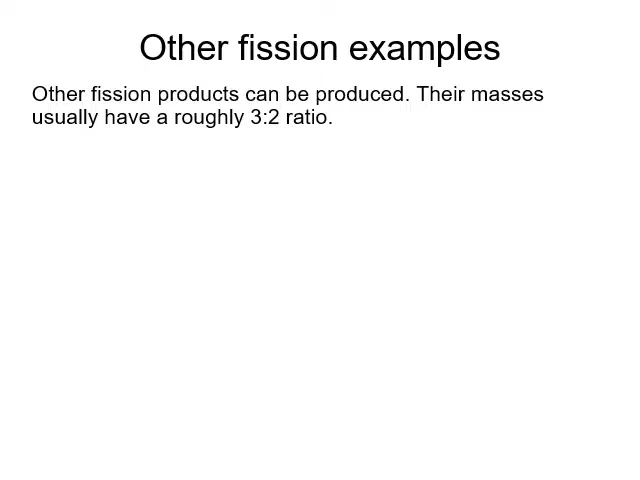 Other fission examples
Other fission products can be produced. Their masses
usually have a roughly 3:2 ratio.